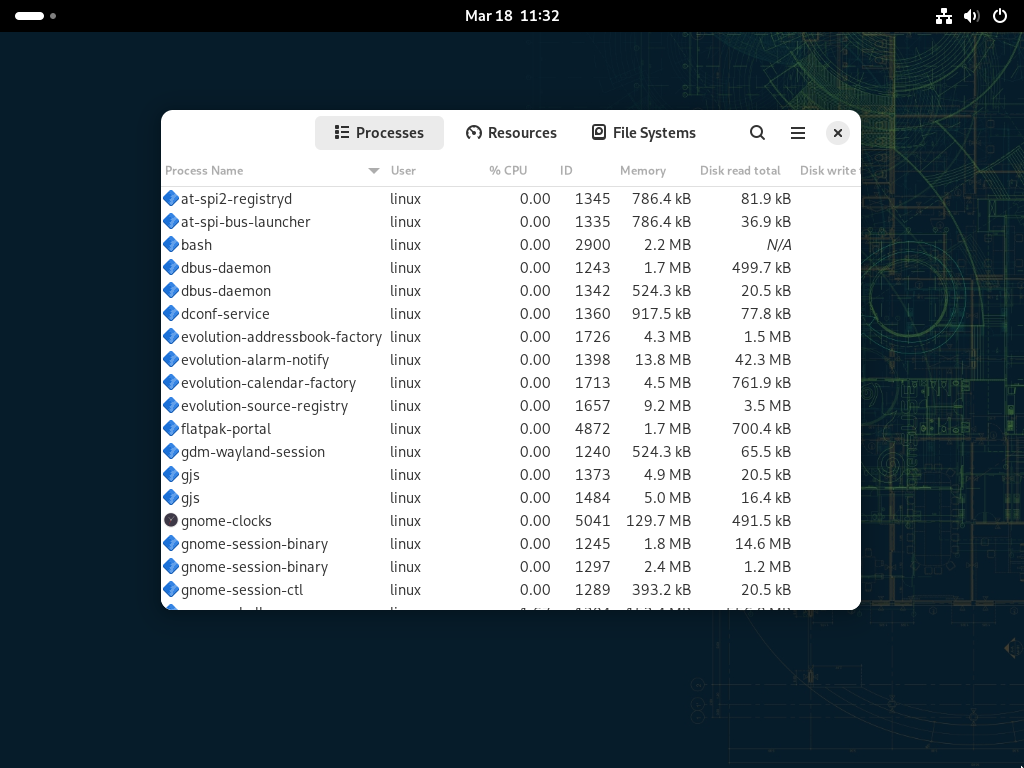 Mar 18 11:32
Processes Resources File Systems
Process Name User % CPU ID Memory Disk read total Disk write
at-spi2-registryd linux 0.00 1345 786.4 kB 81.9 kB
at-spi-bus-launcher linux 0.00 1335 786.4 kB 36.9 kB
bash linux 0.00 2900 2.2 MB N/A
dbus-daemon linux 0.00 1243 1.7 MB 499.7 kB
dbus-daemon linux 0.00 1342 524.3 kB 20.5 kB
dconf-service linux 0.00 1360 917.5 kB 77.8 kB
evolution-addressbook-factory linux 0.00 1726 4.3 MB 1.5 MB
evolution-alarm-notify linux 0.00 1398 13.8 MB 42.3 MB
evolution-calendar-factory linux 0.00 1713 4.5 MB 761.9 kB
evolution-source-registry linux 0.00 1657 9.2 MB 3.5 MB
flatpak-portal linux 0.00 4872 1.7 MB 700.4 kB
gdm-wayland-session linux 0.00 1240 524.3 kB 65.5 kB
gjs linux 0.00 1373 4.9 MB 20.5 kB
gjs linux 0.00 1484 5.0 MB 16.4 kB
gnome-clocks linux 0.00 5041 129.7 MB 491.5 kB
gnome-session-binary linux 0.00 1245 1.8 MB 14.6 MB
gnome-session-binary linux 0.00 1297 2.4 MB 1.2 MB
gnome-session-ctl linux 0.00 1289 393.2 kB 20.5 kB